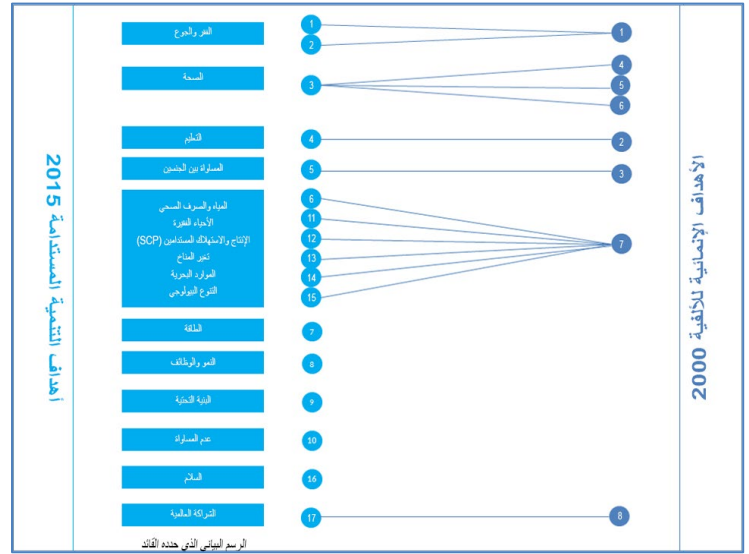 الأهداف الإنمائية للألفية 2000
أهداف التنمية المستدامة 2015
الفقر والجوع
1
2
1
الصحة
3
4
5
6
التعليم
4
2
المساواة بين الجنسين
5
3
المياه والصرف الصحي
الأحياء الفقيرة
الإنتاج والاستهلاك المستدامين (SCP)
تغير المناخ
الموارد البحرية
التنوع البيولوجي
6
11
12
13
14
15
7
الطاقة
7
النمو والوظائف
8
البنية التحتية
9
عدم المساواة
10
السلام
16
الشراكة العالمية
17
8
الرسم البياني الذي حدده القائد